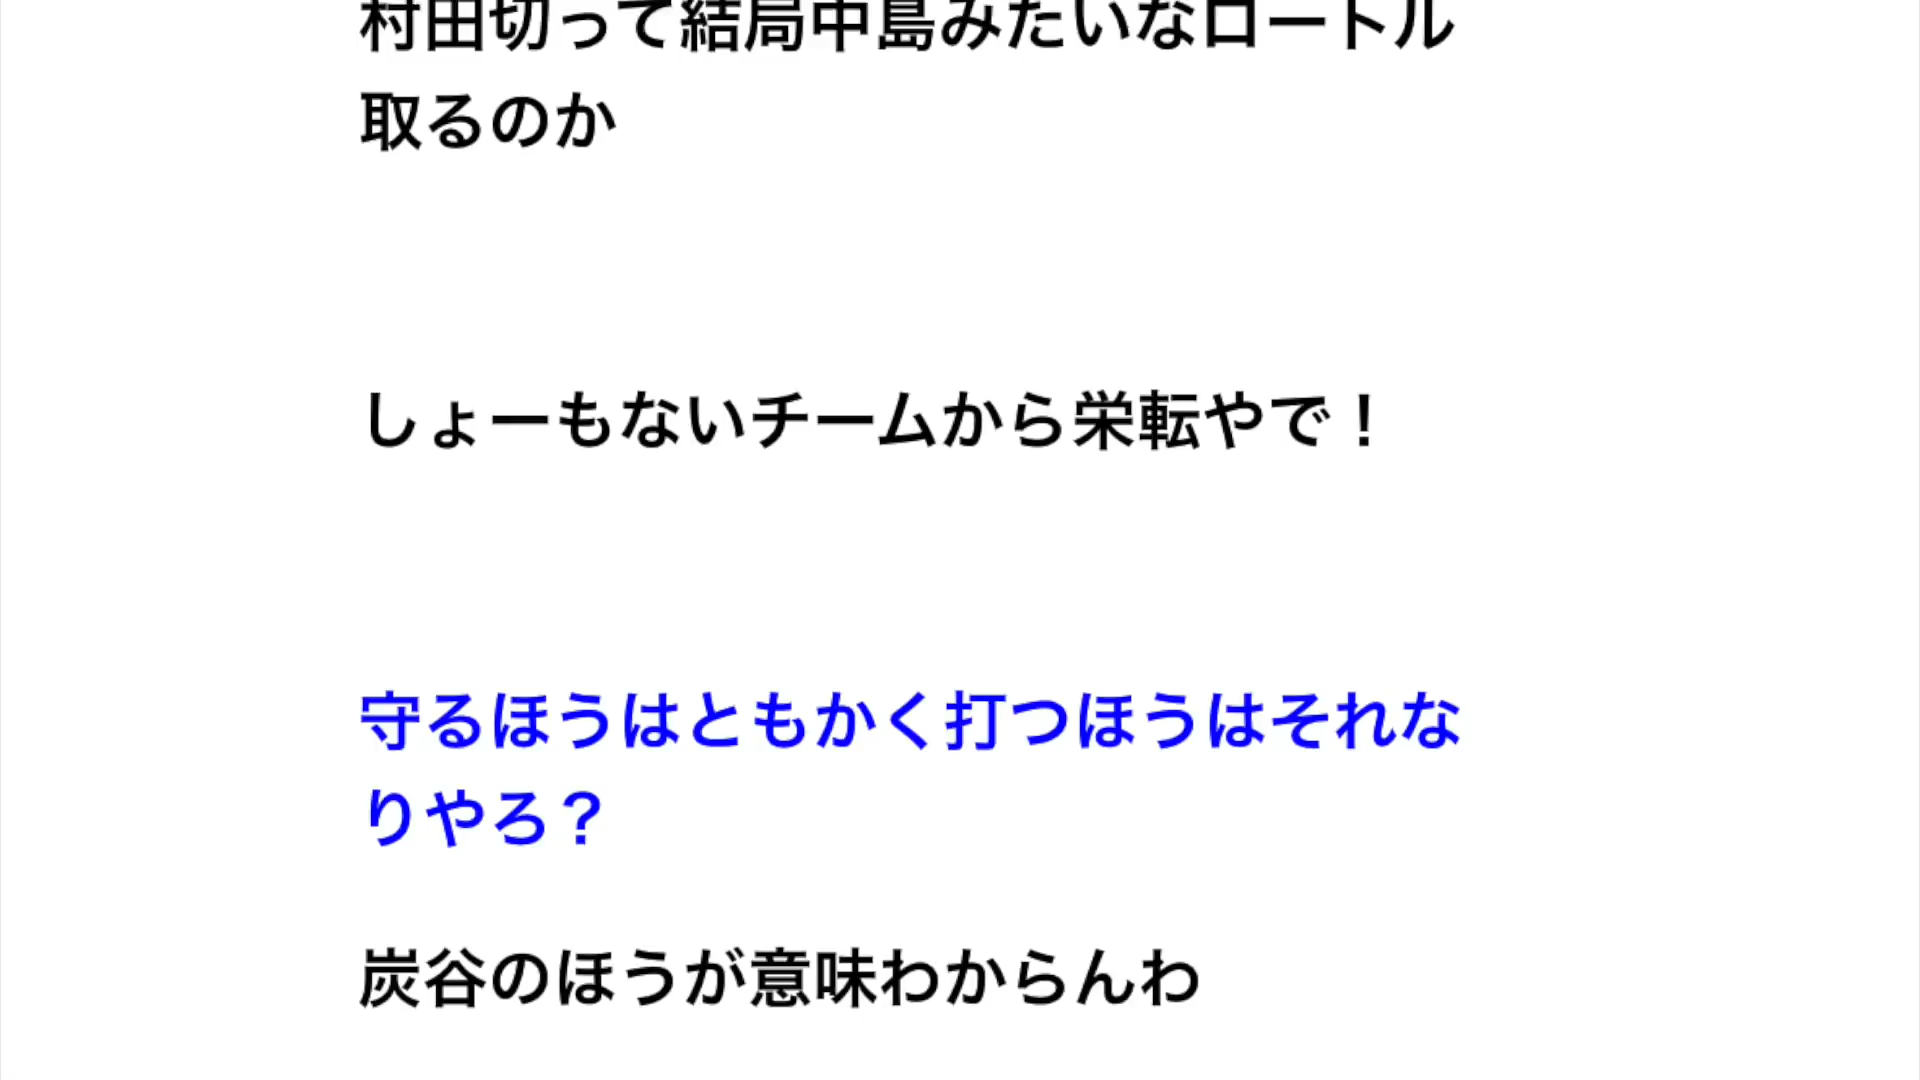 村田切って結局中島みたいなロートル
取るのか
しょーもないチームから栄転やで！
守るほうはともかく打つほうはそれな
りやろ？
炭谷のほうが意味わからんわ